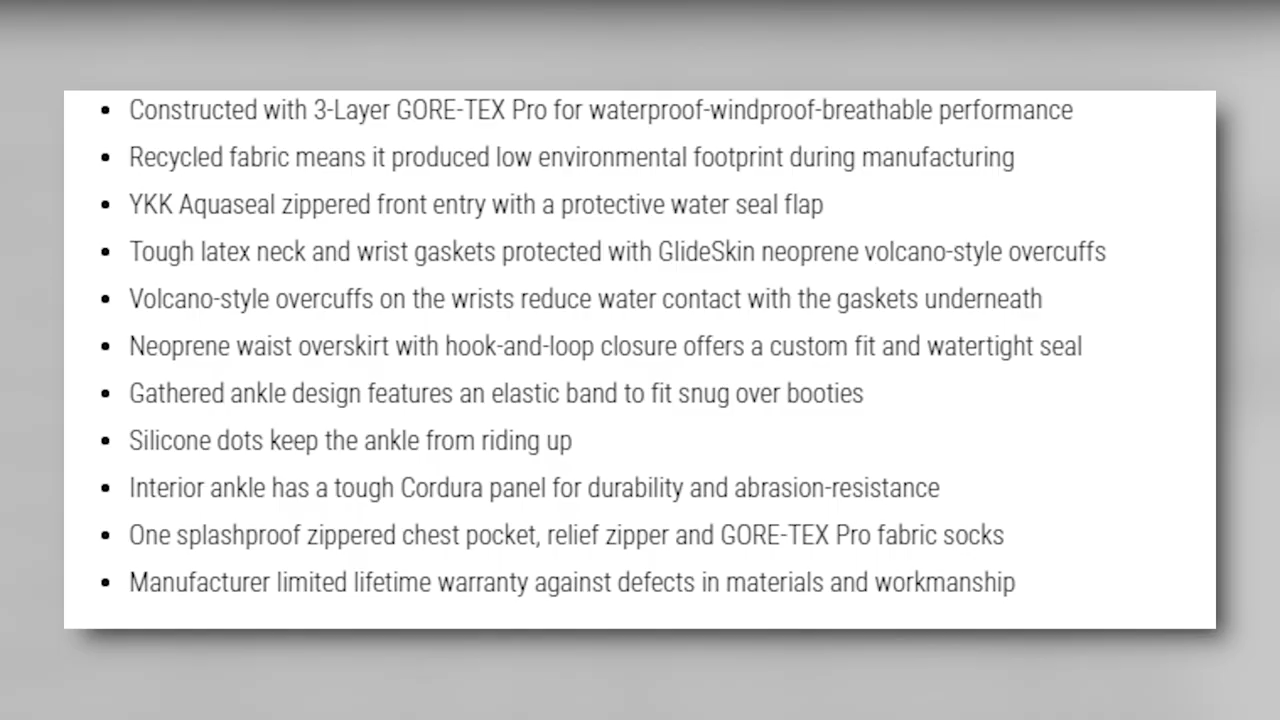 • Constructed with 3-Layer GORE-TEX Pro for waterproof-windproof-breathable performance
• Recycled fabric means it produced low environmental footprint during manufacturing
• YKK Aquaseal zippered front entry with a protective water seal flap
• Tough latex neck and wrist gaskets protected with GlideSkin neoprene volcano-style overcuffs
• Volcano-style overcuffs on the wrists reduce water contact with the gaskets underneath
• Neoprene waist overskirt with hook-and-loop closure offers a custom fit and watertight seal
• Gathered ankle design features an elastic band to fit snug over booties
• Silicone dots keep the ankle from riding up
• Interior ankle has a tough Cordura panel for durability and abrasion-resistance
• One splashproof zippered chest pocket, relief zipper and GORE-TEX Pro fabric socks
• Manufacturer limited lifetime warranty against defects in materials and workmanship